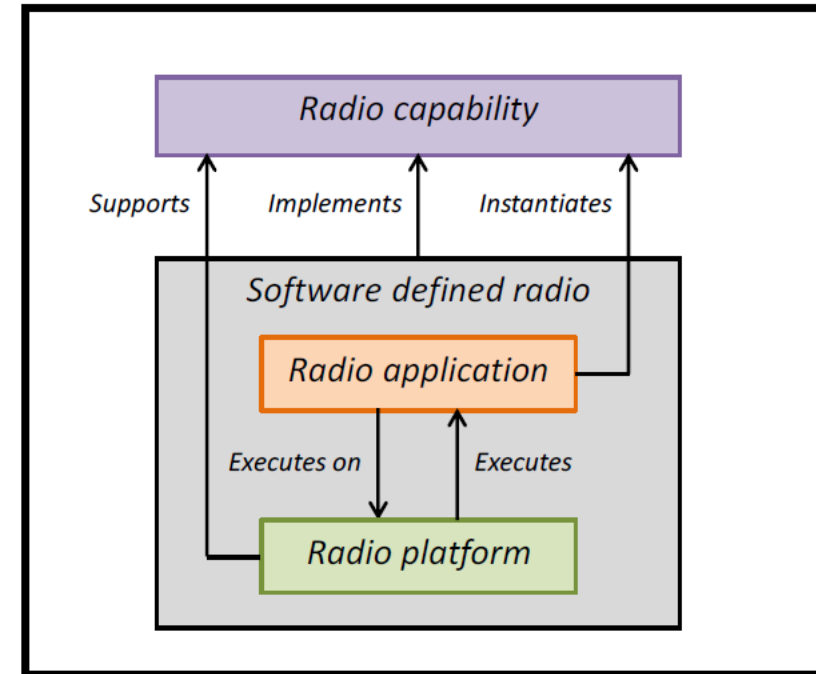 Radio capability
Supports
Implements
Instantiates
Software defined radio
Radio application
Executes on
Executes
Radio platform